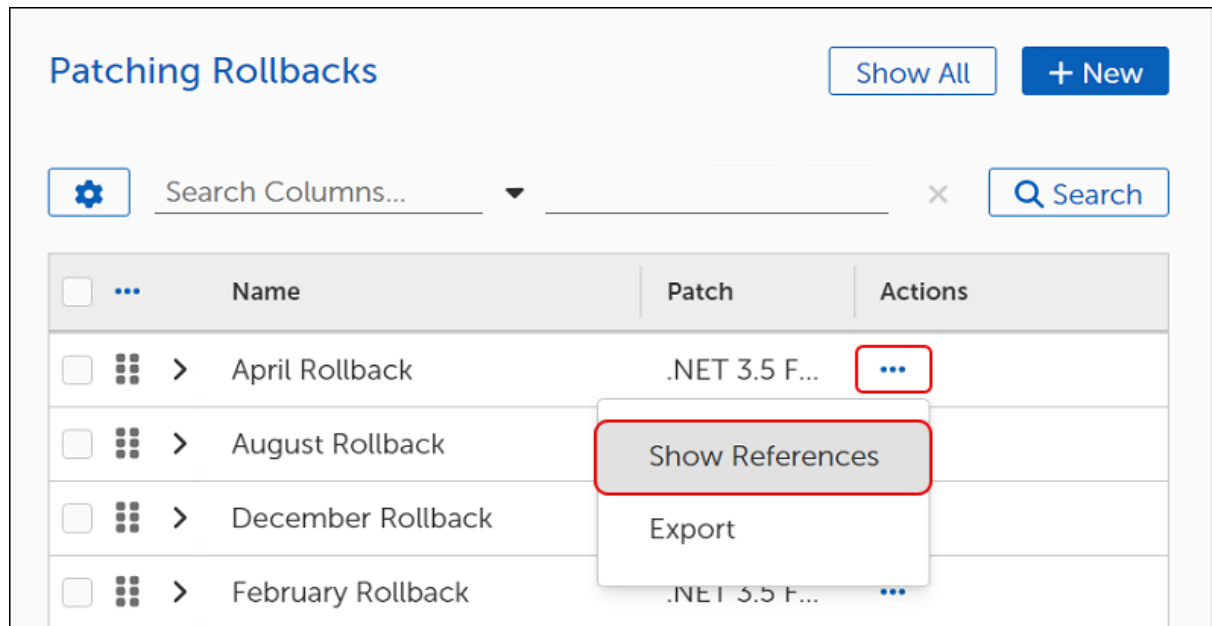 Patching Rollbacks
Show All
+ New
Search Columns...
Search
Name Patch Actions
April Rollback .NET 3.5 F...
August Rollback
Show References
December Rollback
Export
February Rollback .NET 3.5 F...